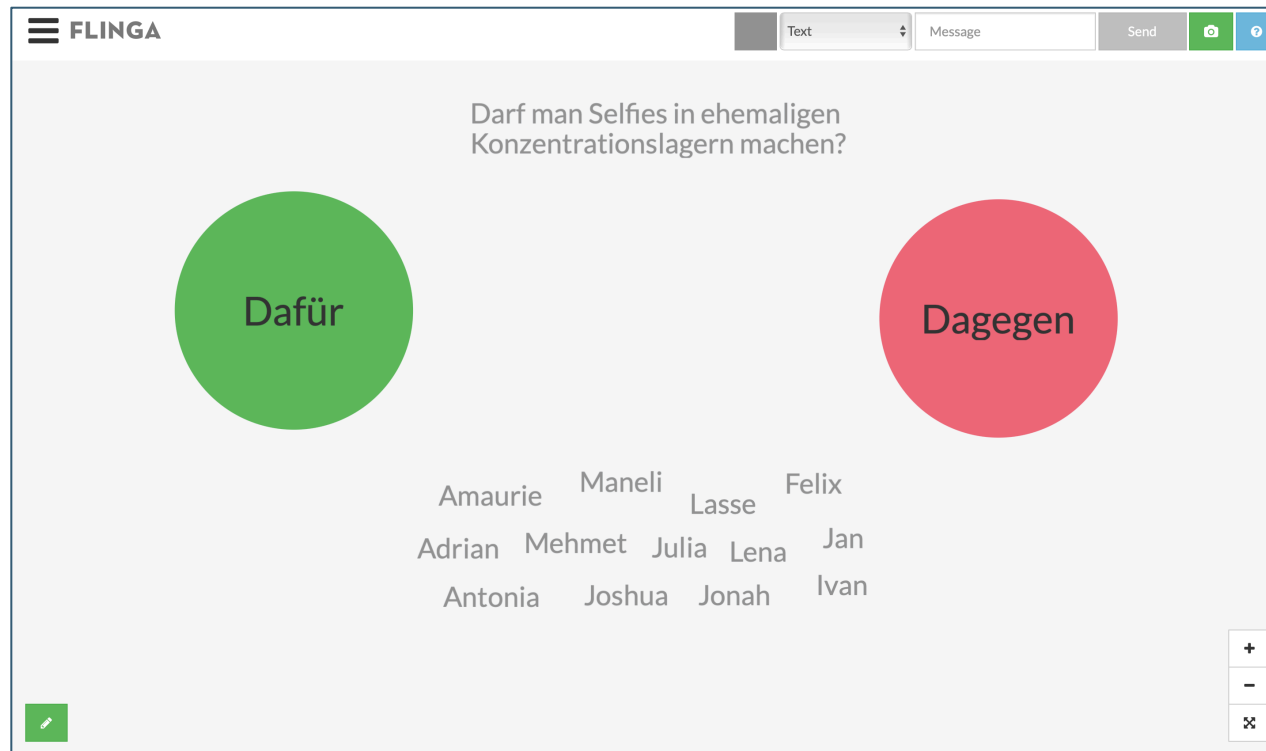 FLINGA
Text
Message
Send
Darf man Selfies in ehemaligen
Konzentrationslagern machen?
Dafür
Dagegen
Amaurie Maneli Lasse Felix
Adrian Mehmet Julia Lena Jan
Antonia Joshua Jonah Ivan